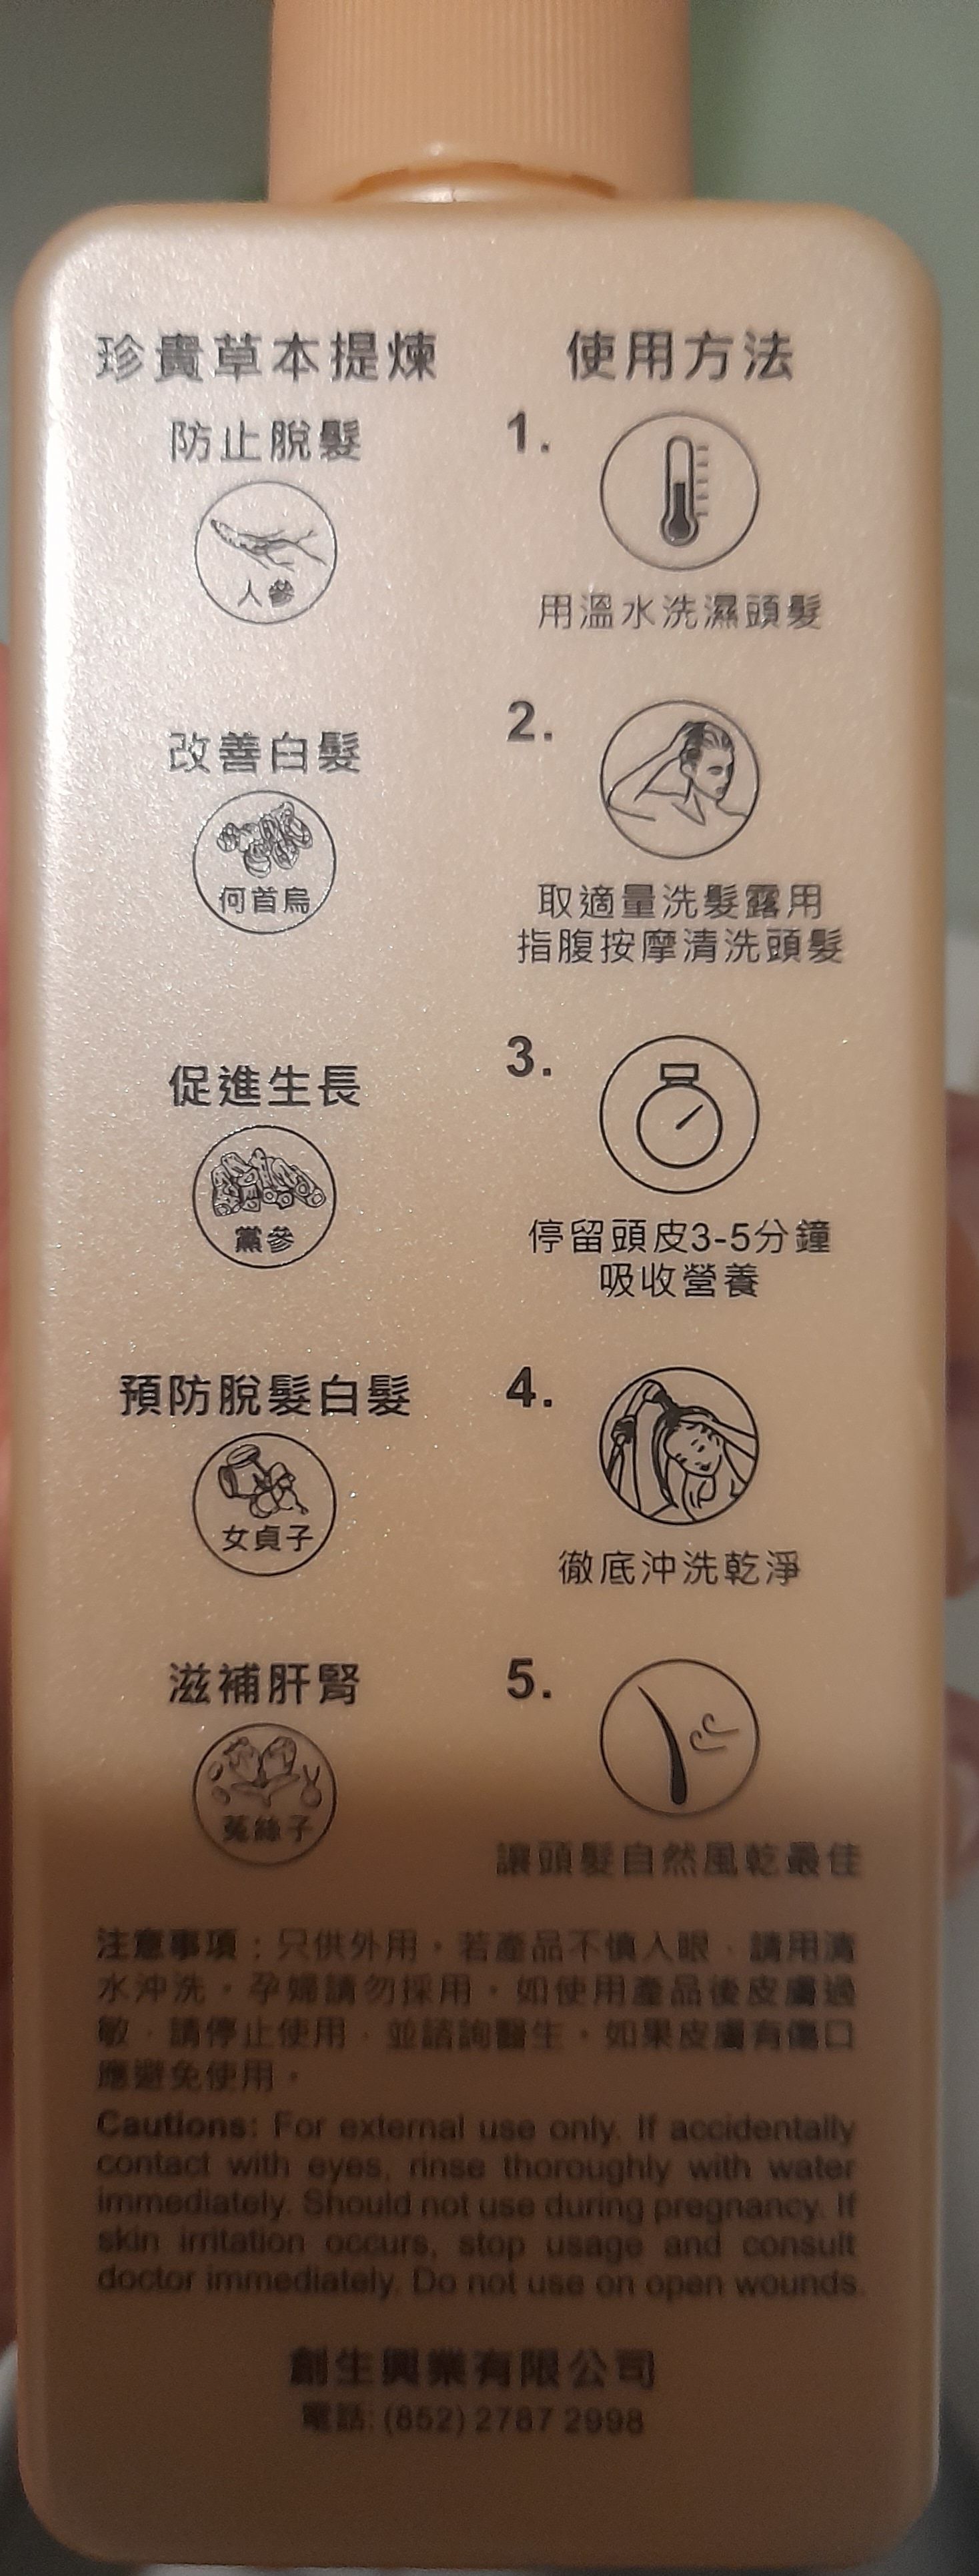 珍貴草本提煉
防止脫髮
人參
改善白髮
何首烏
促進生長
黨參
預防脫髮白髮
女貞子
滋補肝腎
菟絲子
使用方法
1.
用溫水洗濕頭髮
2.
取適量洗髮露用
指腹按摩清洗頭髮
3.
停留頭皮3-5分鐘
吸收營養
4.
徹底沖洗乾淨
5.
讓頭髮自然風乾最佳
注意事項：只供外用，若產品不慎入眼，請用清
水沖洗。孕婦請勿採用。如使用產品後皮膚過
敏，請停止使用，並諮詢醫生。如果皮膚有傷口
應避免使用。
Cautions: For external use only. If accidentally
contact with eyes, rinse thoroughly with water
immediately. Should not use during pregnancy. If
skin irritation occurs, stop usage and consult
doctor immediately. Do not use on open wounds.
創生興業有限公司
電話: (852) 2787 2998